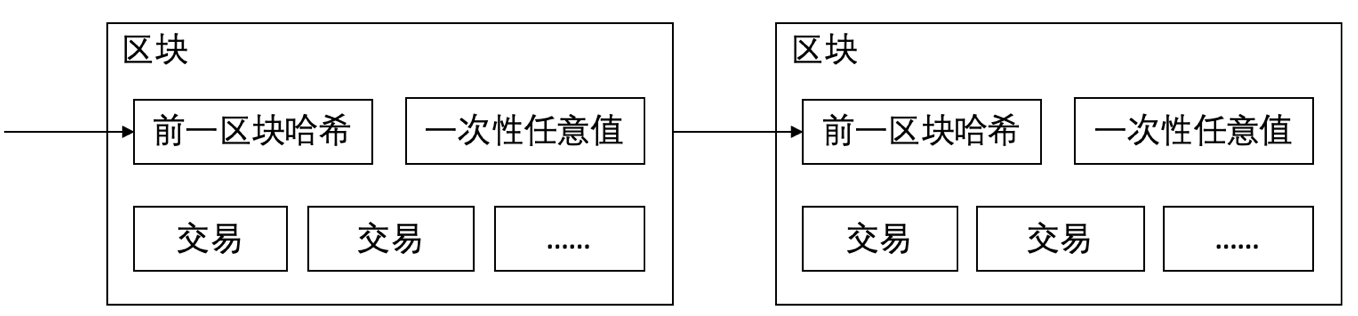 区块
前一区块哈希 一次性任意值
交易 交易 ......
区块
前一区块哈希 一次性任意值
交易 交易 ......